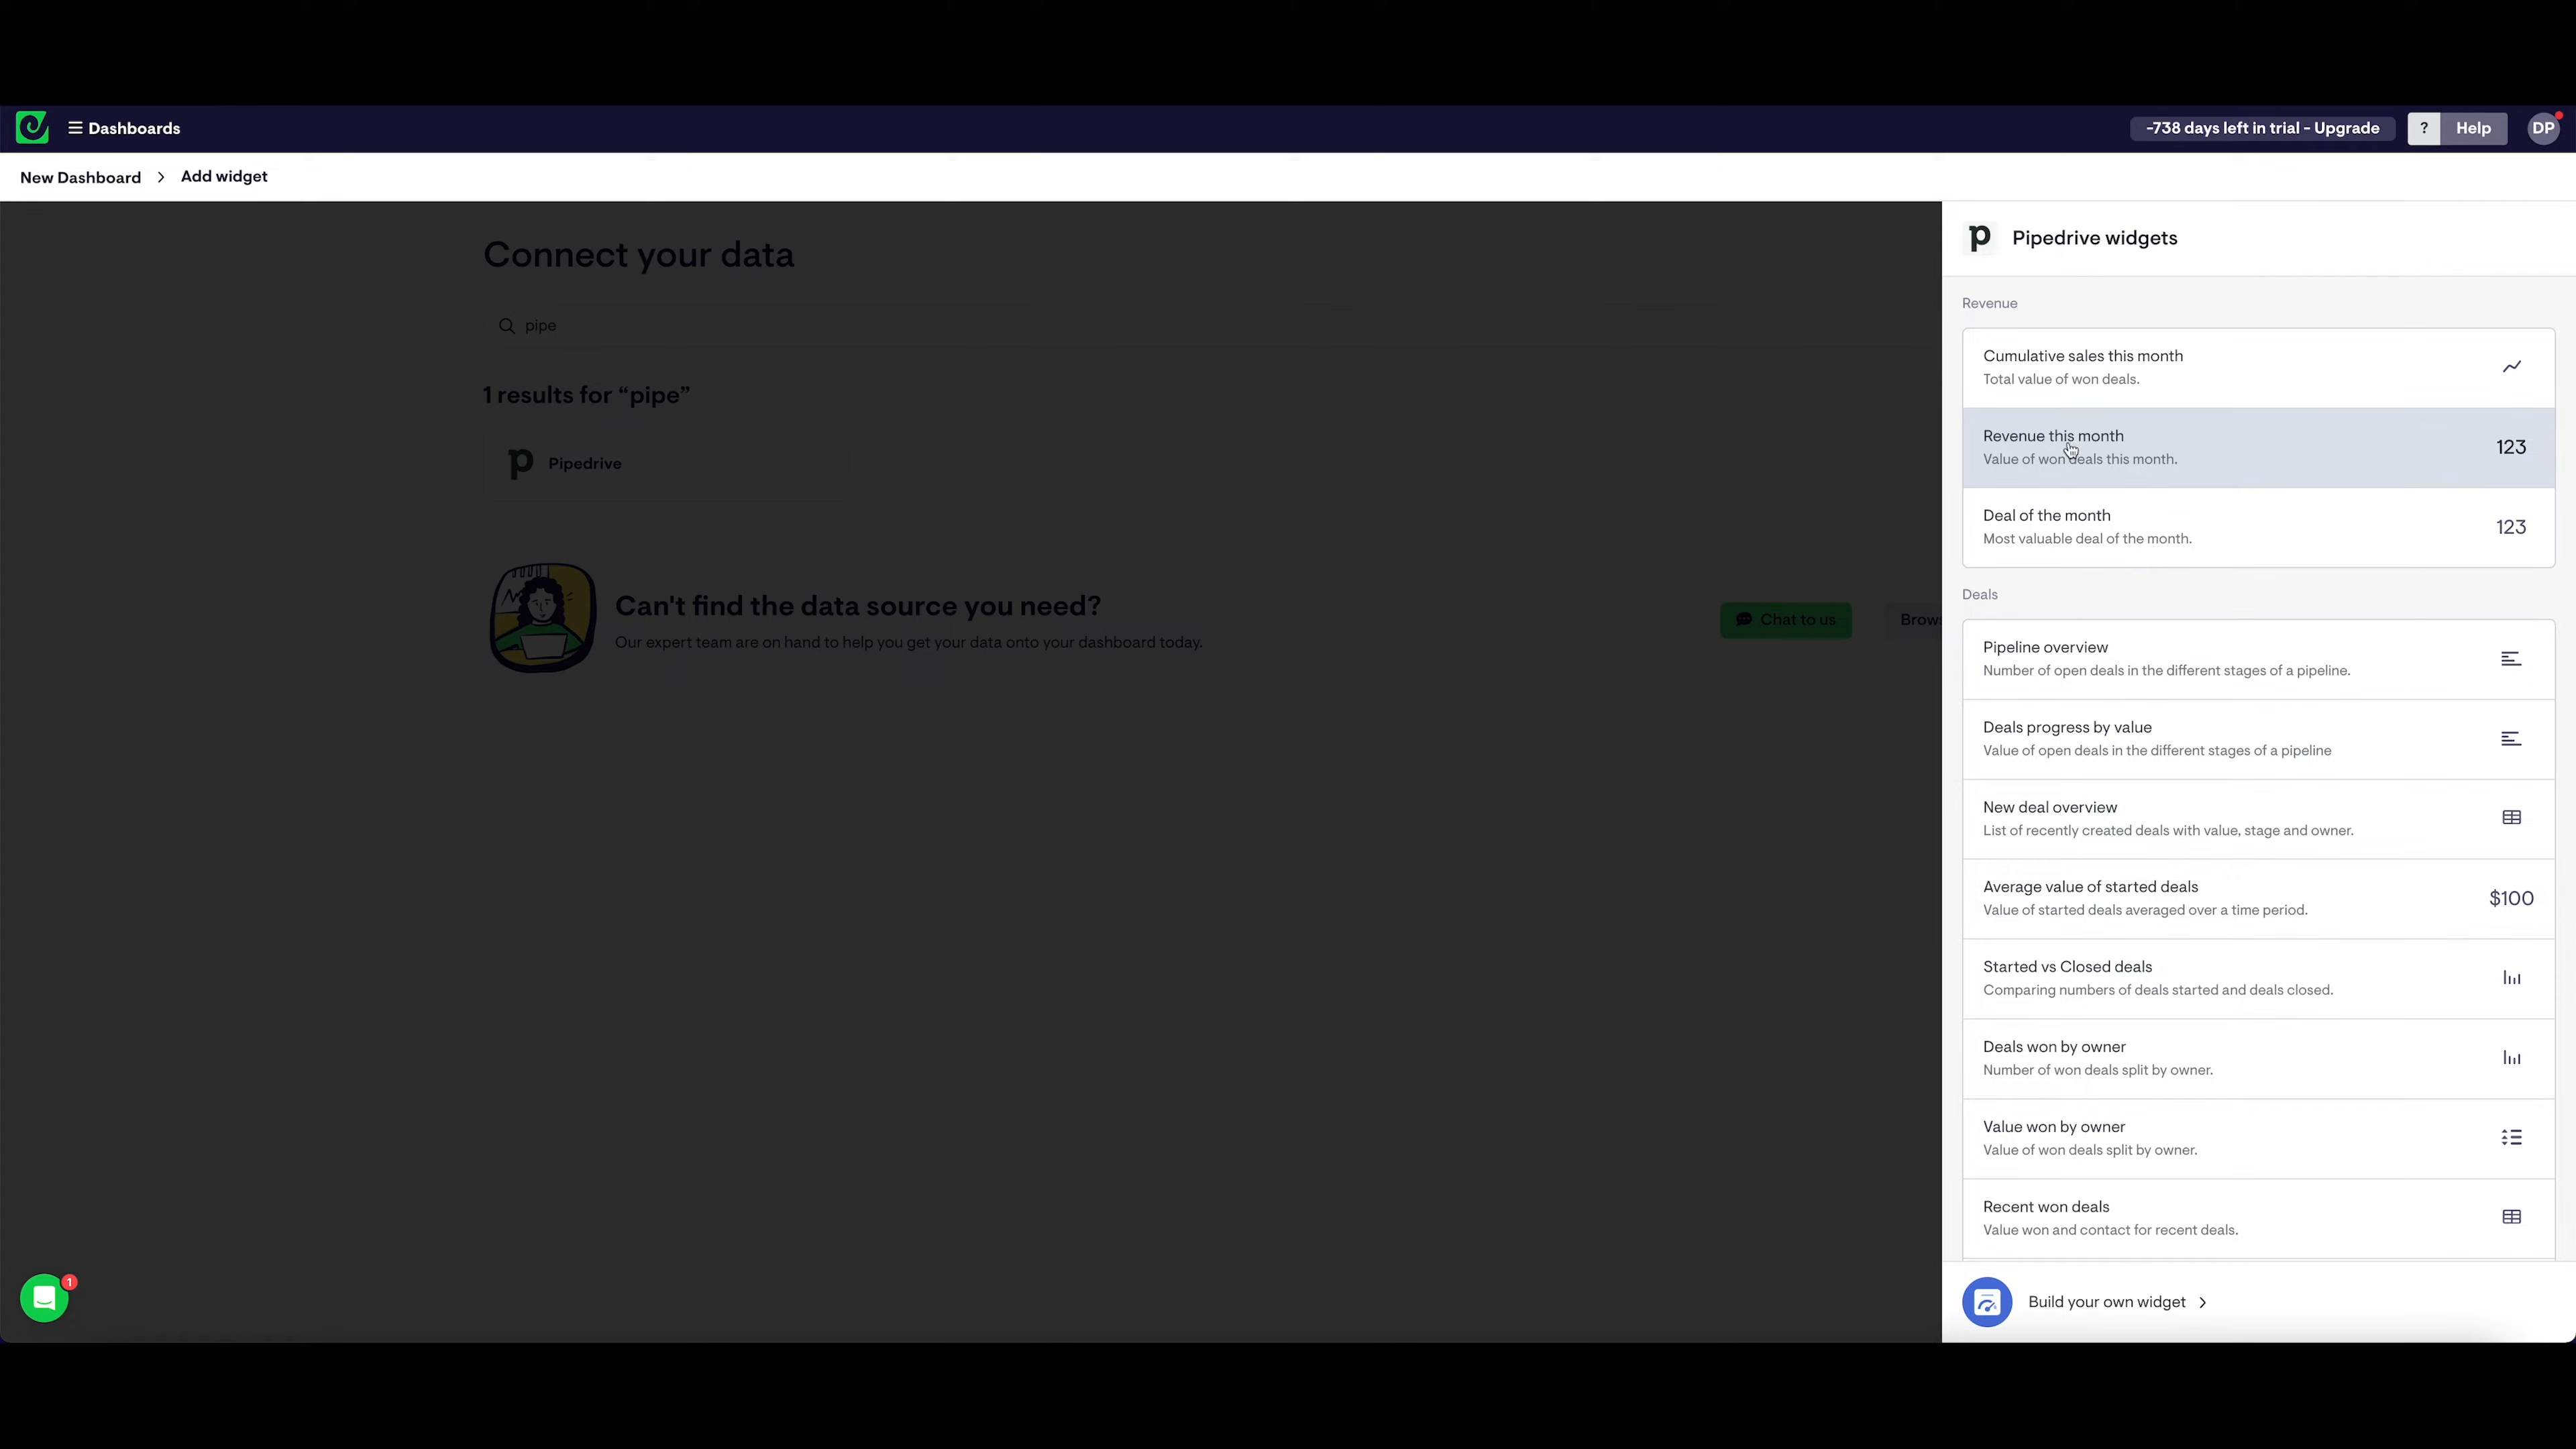 Dashboards
-738 days left in trial - Upgrade
? Help
DP
New Dashboard > Add widget
Connect your data
pipe
1 results for “pipe”
Pipedrive
Can't find the data source you need?
Our expert team are on hand to help you get your data onto your dashboard today.
Chat to us
Brows
1
Pipedrive widgets
Revenue
Cumulative sales this month
Total value of won deals.
Revenue this month
Value of won deals this month.
123
Deal of the month
Most valuable deal of the month.
123
Deals
Pipeline overview
Number of open deals in the different stages of a pipeline.
Deals progress by value
Value of open deals in the different stages of a pipeline
New deal overview
List of recently created deals with value, stage and owner.
Average value of started deals
Value of started deals averaged over a time period.
$100
Started vs Closed deals
Comparing numbers of deals started and deals closed.
Deals won by owner
Number of won deals split by owner.
Value won by owner
Value of won deals split by owner.
Recent won deals
Value won and contact for recent deals.
Build your own widget >